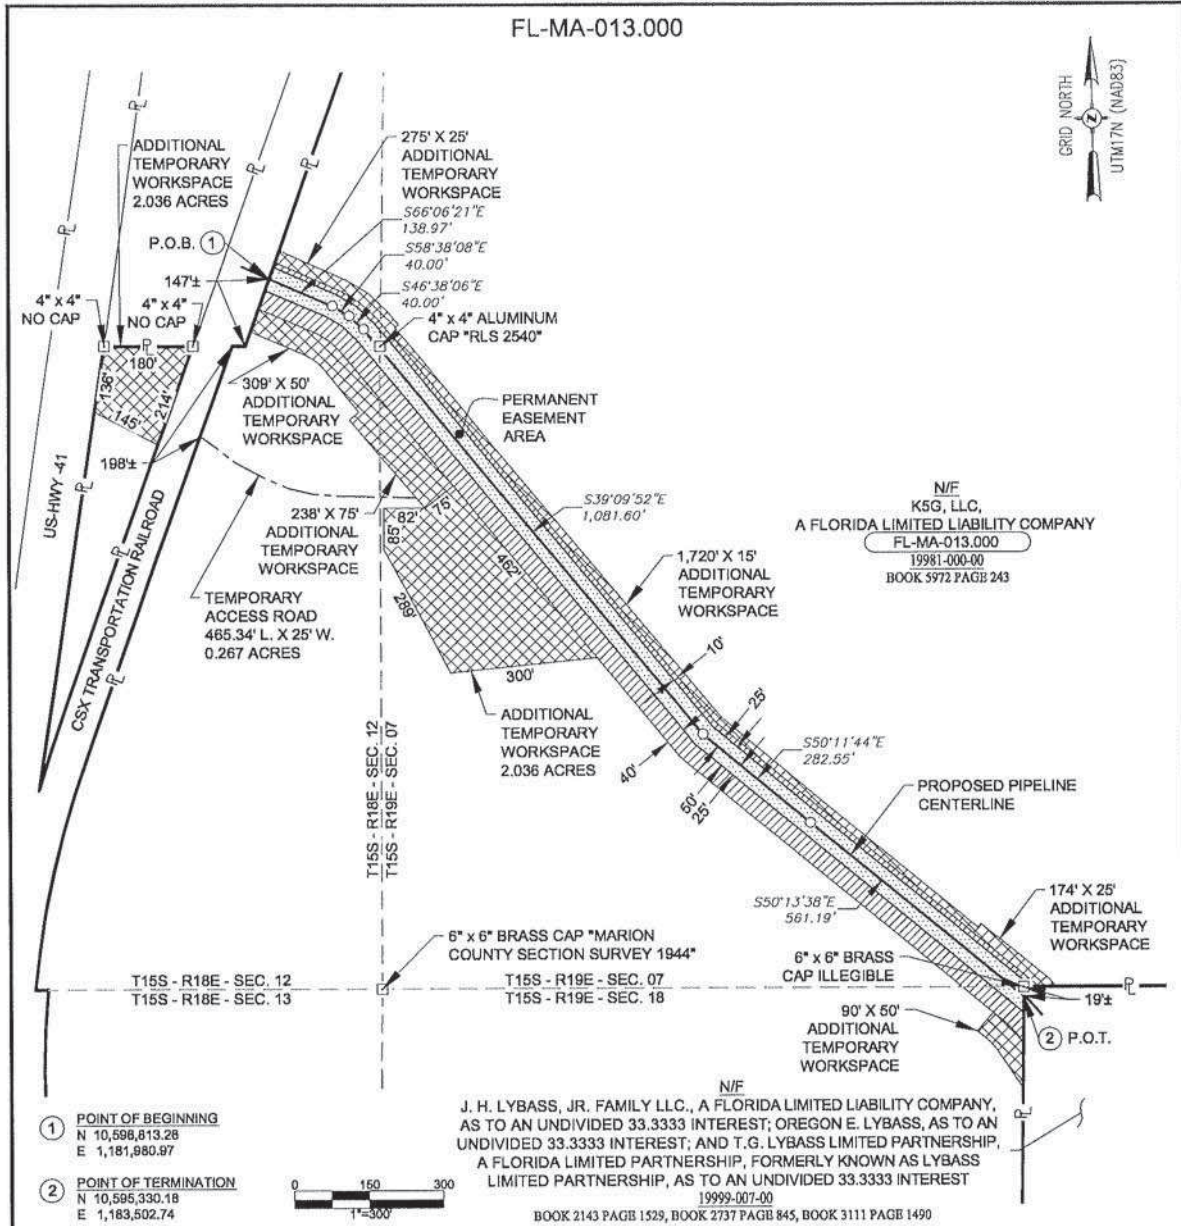 FL-MA-013.000
GRID NORTH
UTM17N (NAD83)
N
PL
PL
PL
PL
PL
ADDITIONAL
TEMPORARY
WORKSPACE
2.036 ACRES
P.O.B. 1
147'±
4" x 4"
NO CAP
4" x 4"
NO CAP
PL
180'
136'
145'
214'
198'±
275' X 25'
ADDITIONAL
TEMPORARY
WORKSPACE
S66°06'21"E
138.97'
S58°38'08"E
40.00'
S46°38'06"E
40.00'
4" x 4" ALUMINUM
CAP "RLS 2540"
309' X 50'
ADDITIONAL
TEMPORARY
WORKSPACE
PERMANENT
EASEMENT
AREA
US-HWY -41
PL
PL
CSX TRANSPORTATION RAILROAD
PL
238' X 75'
ADDITIONAL
TEMPORARY
WORKSPACE
82'
75'
85'
462'
289'
300'
S39°09'52"E
1,081.60'
N/F
K5G, LLC,
A FLORIDA LIMITED LIABILITY COMPANY
FL-MA-013.000
19981-000-00
BOOK 5972 PAGE 243
TEMPORARY
ACCESS ROAD
465.34' L. X 25' W.
0.267 ACRES
1,720' X 15'
ADDITIONAL
TEMPORARY
WORKSPACE
10'
25'
ADDITIONAL
TEMPORARY
WORKSPACE
2.036 ACRES
40'
50'
25'
S50°11'44"E
282.55'
PROPOSED PIPELINE
CENTERLINE
T15S - R18E - SEC. 12
T15S - R19E - SEC. 07
S50°13'38"E
561.19'
174' X 25'
ADDITIONAL
TEMPORARY
WORKSPACE
6" x 6" BRASS CAP "MARION
COUNTY SECTION SURVEY 1944"
6" x 6" BRASS
CAP ILLEGIBLE
T15S - R18E - SEC. 12
T15S - R18E - SEC. 13
T15S - R19E - SEC. 07
T15S - R19E - SEC. 18
PL
19'±
90' X 50'
ADDITIONAL
TEMPORARY
WORKSPACE
2 P.O.T.
PL
N/F
J. H. LYBASS, JR. FAMILY LLC., A FLORIDA LIMITED LIABILITY COMPANY,
AS TO AN UNDIVIDED 33.3333 INTEREST; OREGON E. LYBASS, AS TO AN
UNDIVIDED 33.3333 INTEREST; AND T.G. LYBASS LIMITED PARTNERSHIP,
A FLORIDA LIMITED PARTNERSHIP, FORMERLY KNOWN AS LYBASS
LIMITED PARTNERSHIP, AS TO AN UNDIVIDED 33.3333 INTEREST
19999-007-00
BOOK 2143 PAGE 1529, BOOK 2737 PAGE 845, BOOK 3111 PAGE 1490
1 POINT OF BEGINNING
N 10,596,813.26
E 1,181,980.97
2 POINT OF TERMINATION
N 10,595,330.18
E 1,183,502.74
0 150 300
1"=300'